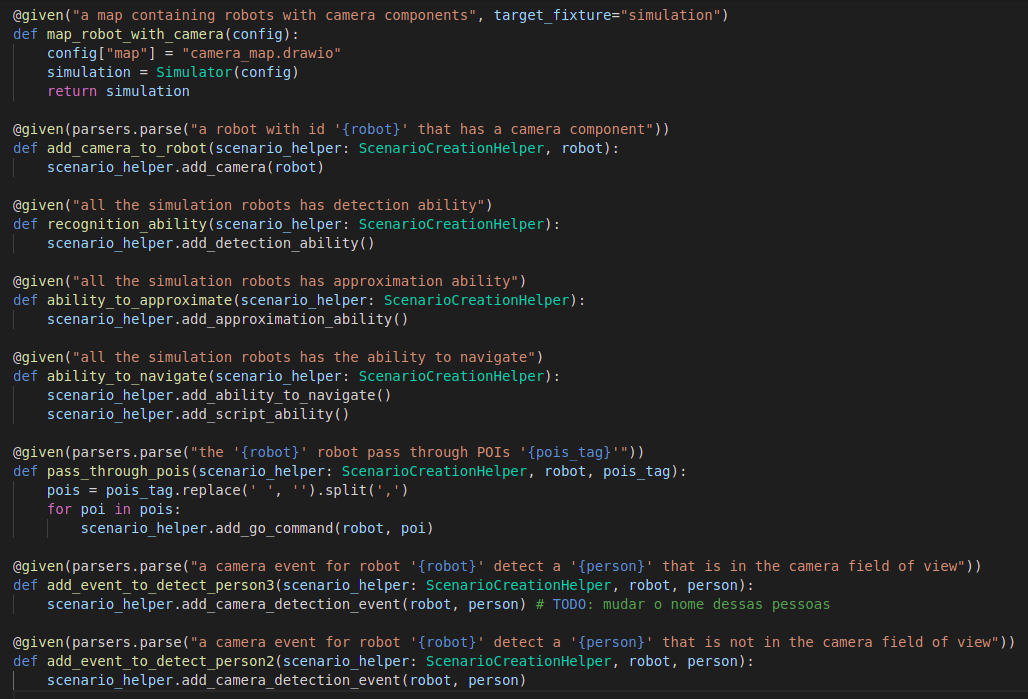 @given("a map containing robots with camera components", target_fixture="simulation")
def map_robot_with_camera(config):
    config["map"] = "camera_map.drawio"
    simulation = Simulator(config)
    return simulation

@given(parsers.parse("a robot with id '{robot}' that has a camera component"))
def add_camera_to_robot(scenario_helper: ScenarioCreationHelper, robot):
    scenario_helper.add_camera(robot)

@given("all the simulation robots has detection ability")
def recognition_ability(scenario_helper: ScenarioCreationHelper):
    scenario_helper.add_detection_ability()

@given("all the simulation robots has approximation ability")
def ability_to_approximate(scenario_helper: ScenarioCreationHelper):
    scenario_helper.add_approximation_ability()

@given("all the simulation robots has the ability to navigate")
def ability_to_navigate(scenario_helper: ScenarioCreationHelper):
    scenario_helper.add_ability_to_navigate()
    scenario_helper.add_script_ability()

@given(parsers.parse("the '{robot}' robot pass through POIs '{pois_tag}'"))
def pass_through_pois(scenario_helper: ScenarioCreationHelper, robot, pois_tag):
    pois = pois_tag.replace(' ', '').split(',')
    for poi in pois:
        scenario_helper.add_go_command(robot, poi)

@given(parsers.parse("a camera event for robot '{robot}' detect a '{person}' that is in the camera field of view"))
def add_event_to_detect_person3(scenario_helper: ScenarioCreationHelper, robot, person):
    scenario_helper.add_camera_detection_event(robot, person) # TODO: mudar o nome dessas pessoas

@given(parsers.parse("a camera event for robot '{robot}' detect a '{person}' that is not in the camera field of view"))
def add_event_to_detect_person2(scenario_helper: ScenarioCreationHelper, robot, person):
    scenario_helper.add_camera_detection_event(robot, person)